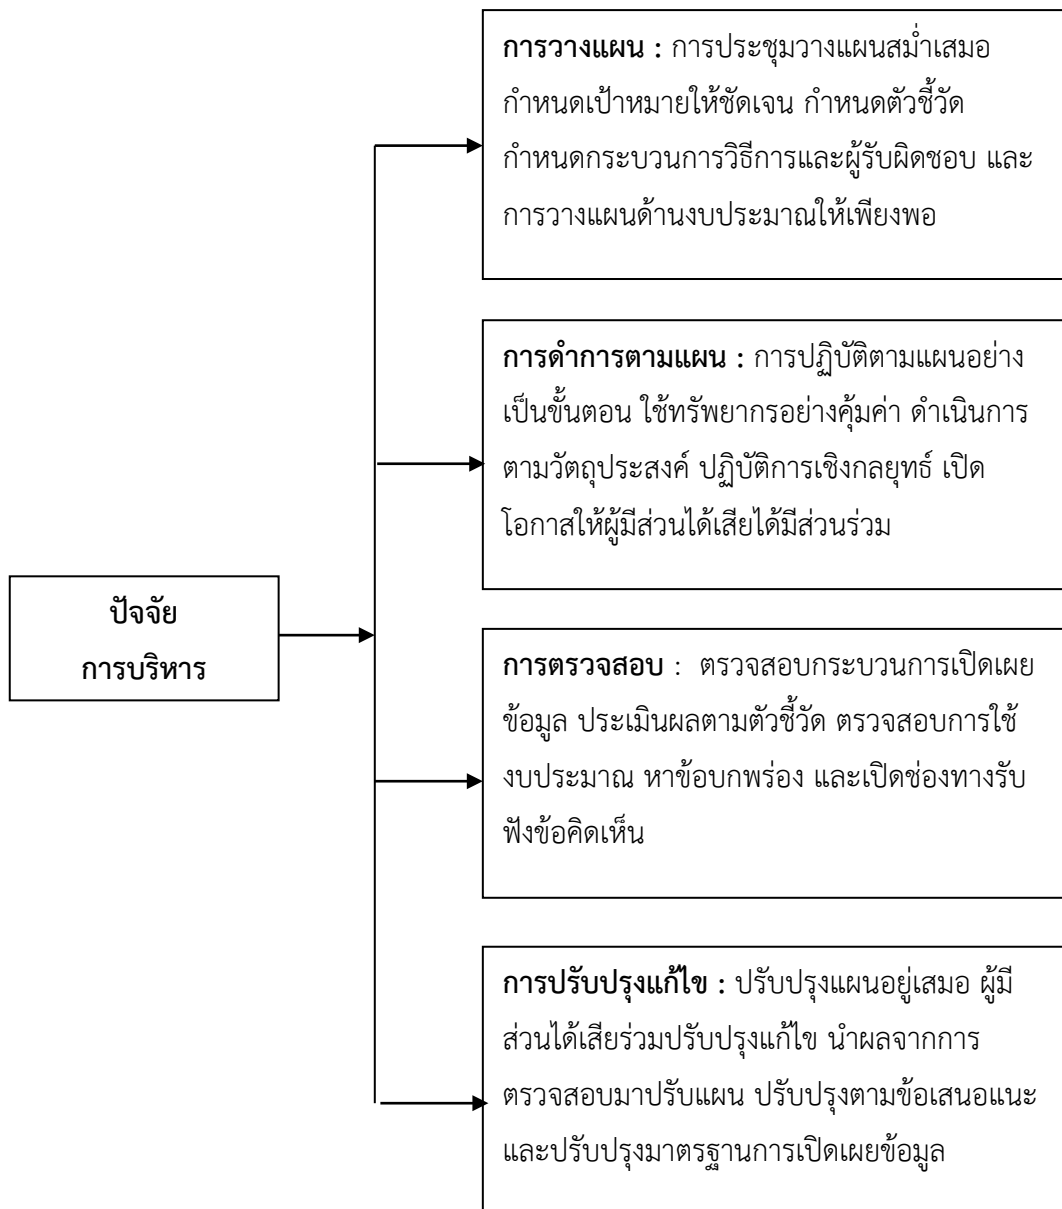 การวางแผน : การประชุมวางแผนสม่ำเสมอ
กำหนดเป้าหมายให้ชัดเจน กำหนดตัวชี้วัด
กำหนดกระบวนการวิธีการและผู้รับผิดชอบ และ
การวางแผนด้านงบประมาณให้เพียงพอ
การดำการตามแผน : การปฏิบัติตามแผนอย่าง
เป็นขั้นตอน ใช้ทรัพยากรอย่างคุ้มค่า ดำเนินการ
ตามวัตถุประสงค์ ปฏิบัติการเชิงกลยุทธ์ เปิด
โอกาสให้ผู้มีส่วนได้เสียได้มีส่วนร่วม
ปัจจัย
การบริหาร
การตรวจสอบ : ตรวจสอบกระบวนการเปิดเผย
ข้อมูล ประเมินผลตามตัวชี้วัด ตรวจสอบการใช้
งบประมาณ หาข้อบกพร่อง และเปิดช่องทางรับ
ฟังข้อคิดเห็น
การปรับปรุงแก้ไข : ปรับปรุงแผนอยู่เสมอ ผู้มี
ส่วนได้เสียร่วมปรับปรุงแก้ไข นำผลจากการ
ตรวจสอบมาปรับแผน ปรับปรุงตามข้อเสนอแนะ
และปรับปรุงมาตรฐานการเปิดเผยข้อมูล